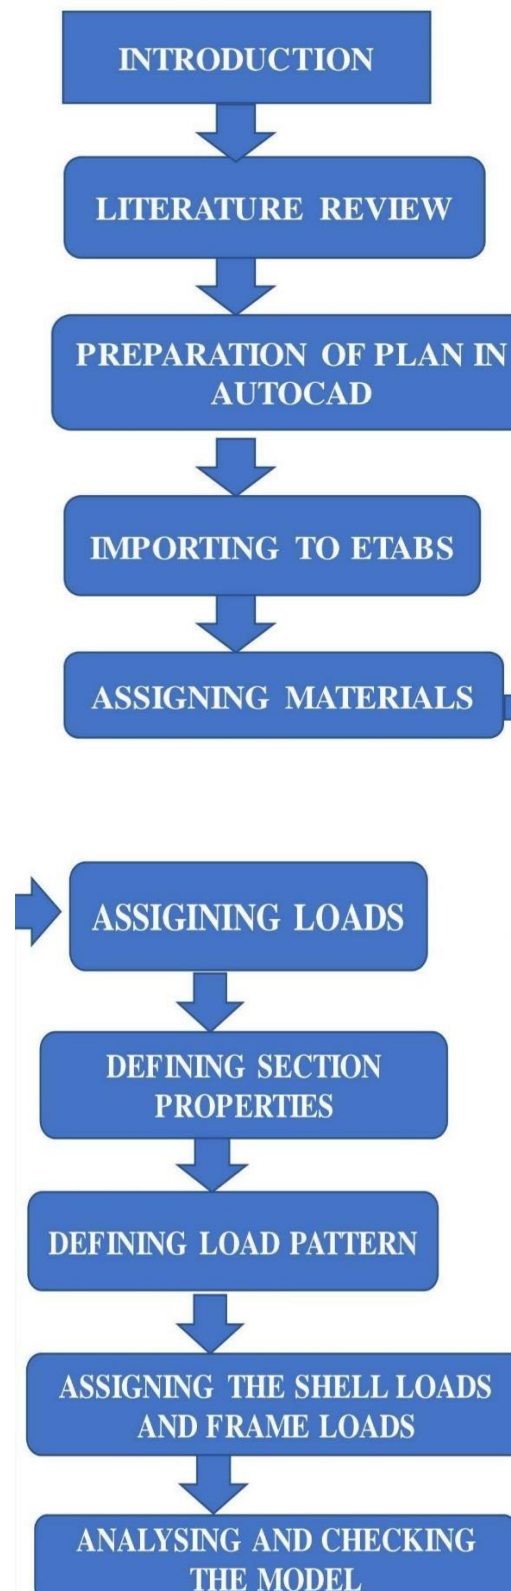 INTRODUCTION
LITERATURE REVIEW
PREPARATION OF PLAN IN
AUTOCAD
IMPORTING TO ETABS
ASSIGNING MATERIALS
ASSIGINING LOADS
DEFINING SECTION
PROPERTIES
DEFINING LOAD PATTERN
ASSIGNING THE SHELL LOADS
AND FRAME LOADS
ANALYSING AND CHECKING
THE MODEL